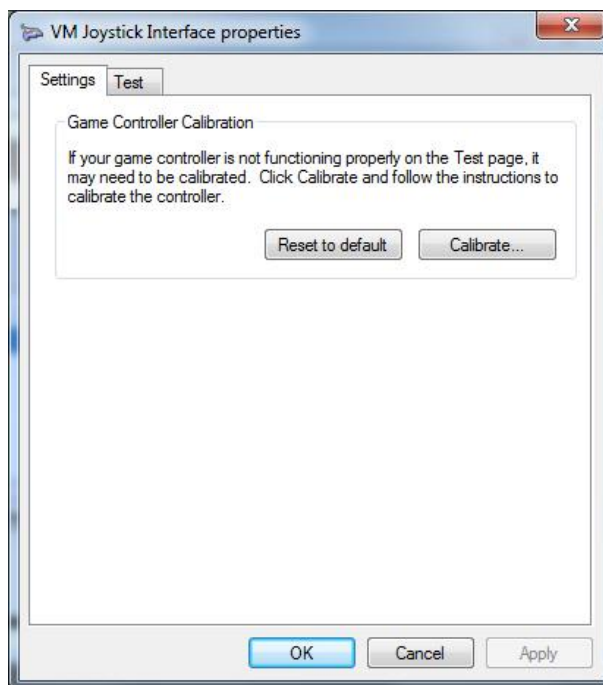 VM Joystick Interface properties
Settings
Test
Game Controller Calibration
If your game controller is not functioning properly on the Test page, it
may need to be calibrated. Click Calibrate and follow the instructions to
calibrate the controller.
Reset to default
Calibrate...
OK
Cancel
Apply